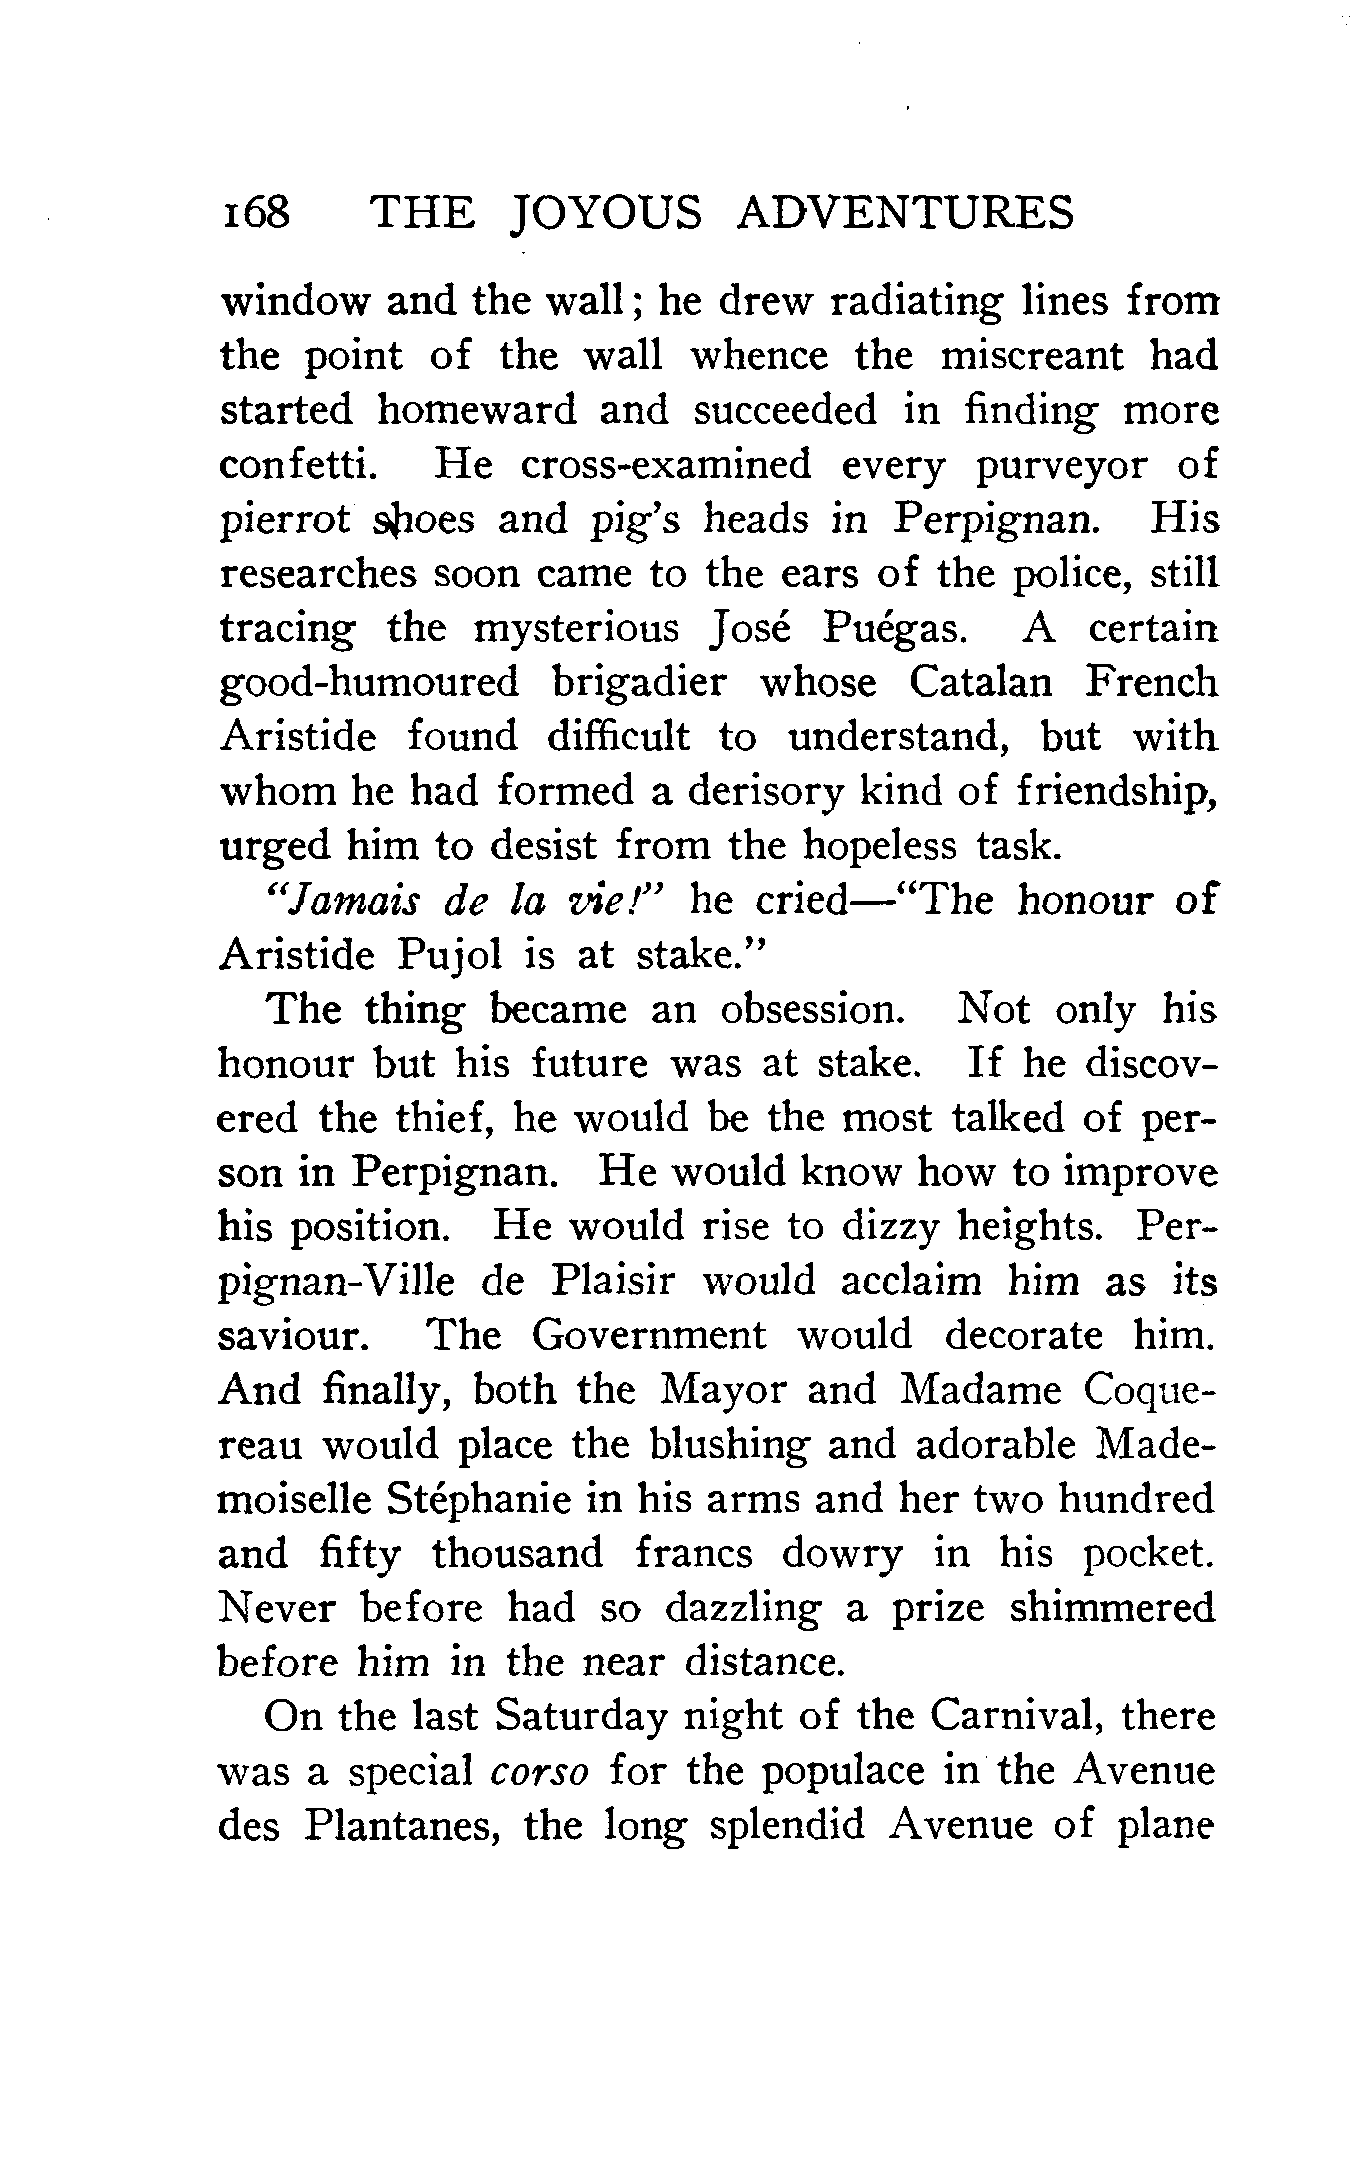 168 THE JOYOUS ADVENTURES
window and the wall; he drew radiating lines from
the point of the wall whence the miscreant had
started homeward and succeeded in finding more
confetti. He cross-examined every purveyor of
pierrot shoes and pig's heads in Perpignan. His
researches soon came to the ears of the police, still
tracing the mysterious José Puégas. A certain
good-humoured brigadier whose Catalan French
Aristide found difficult to understand, but with
whom he had formed a derisory kind of friendship,
urged him to desist from the hopeless task.
"Jamais de la vie!" he cried—"The honour of
Aristide Pujol is at stake."
The thing became an obsession. Not only his
honour but his future was at stake. If he discov-
ered the thief, he would be the most talked of per-
son in Perpignan. He would know how to improve
his position. He would rise to dizzy heights. Per-
pignan-Ville de Plaisir would acclaim him as its
saviour. The Government would decorate him.
And finally, both the Mayor and Madame Coque-
reau would place the blushing and adorable Made-
moiselle Stéphanie in his arms and her two hundred
and fifty thousand francs dowry in his pocket.
Never before had so dazzling a prize shimmered
before him in the near distance.
On the last Saturday night of the Carnival, there
was a special corso for the populace in the Avenue
des Plantanes, the long splendid Avenue of plane